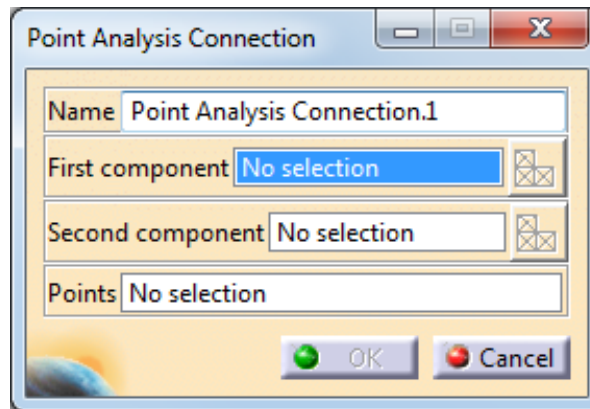 Point Analysis Connection
Name Point Analysis Connection.1
First component No selection
Second component No selection
Points No selection
OK Cancel